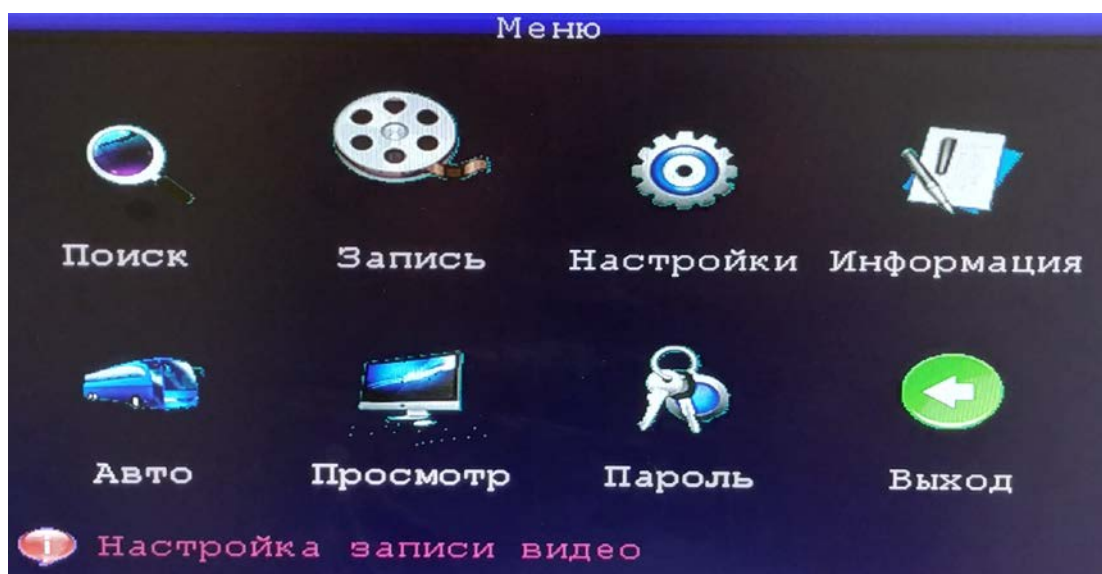 Меню
Поиск Запись Настройки Информация
Авто Просмотр Пароль Выход
Настройка записи видео